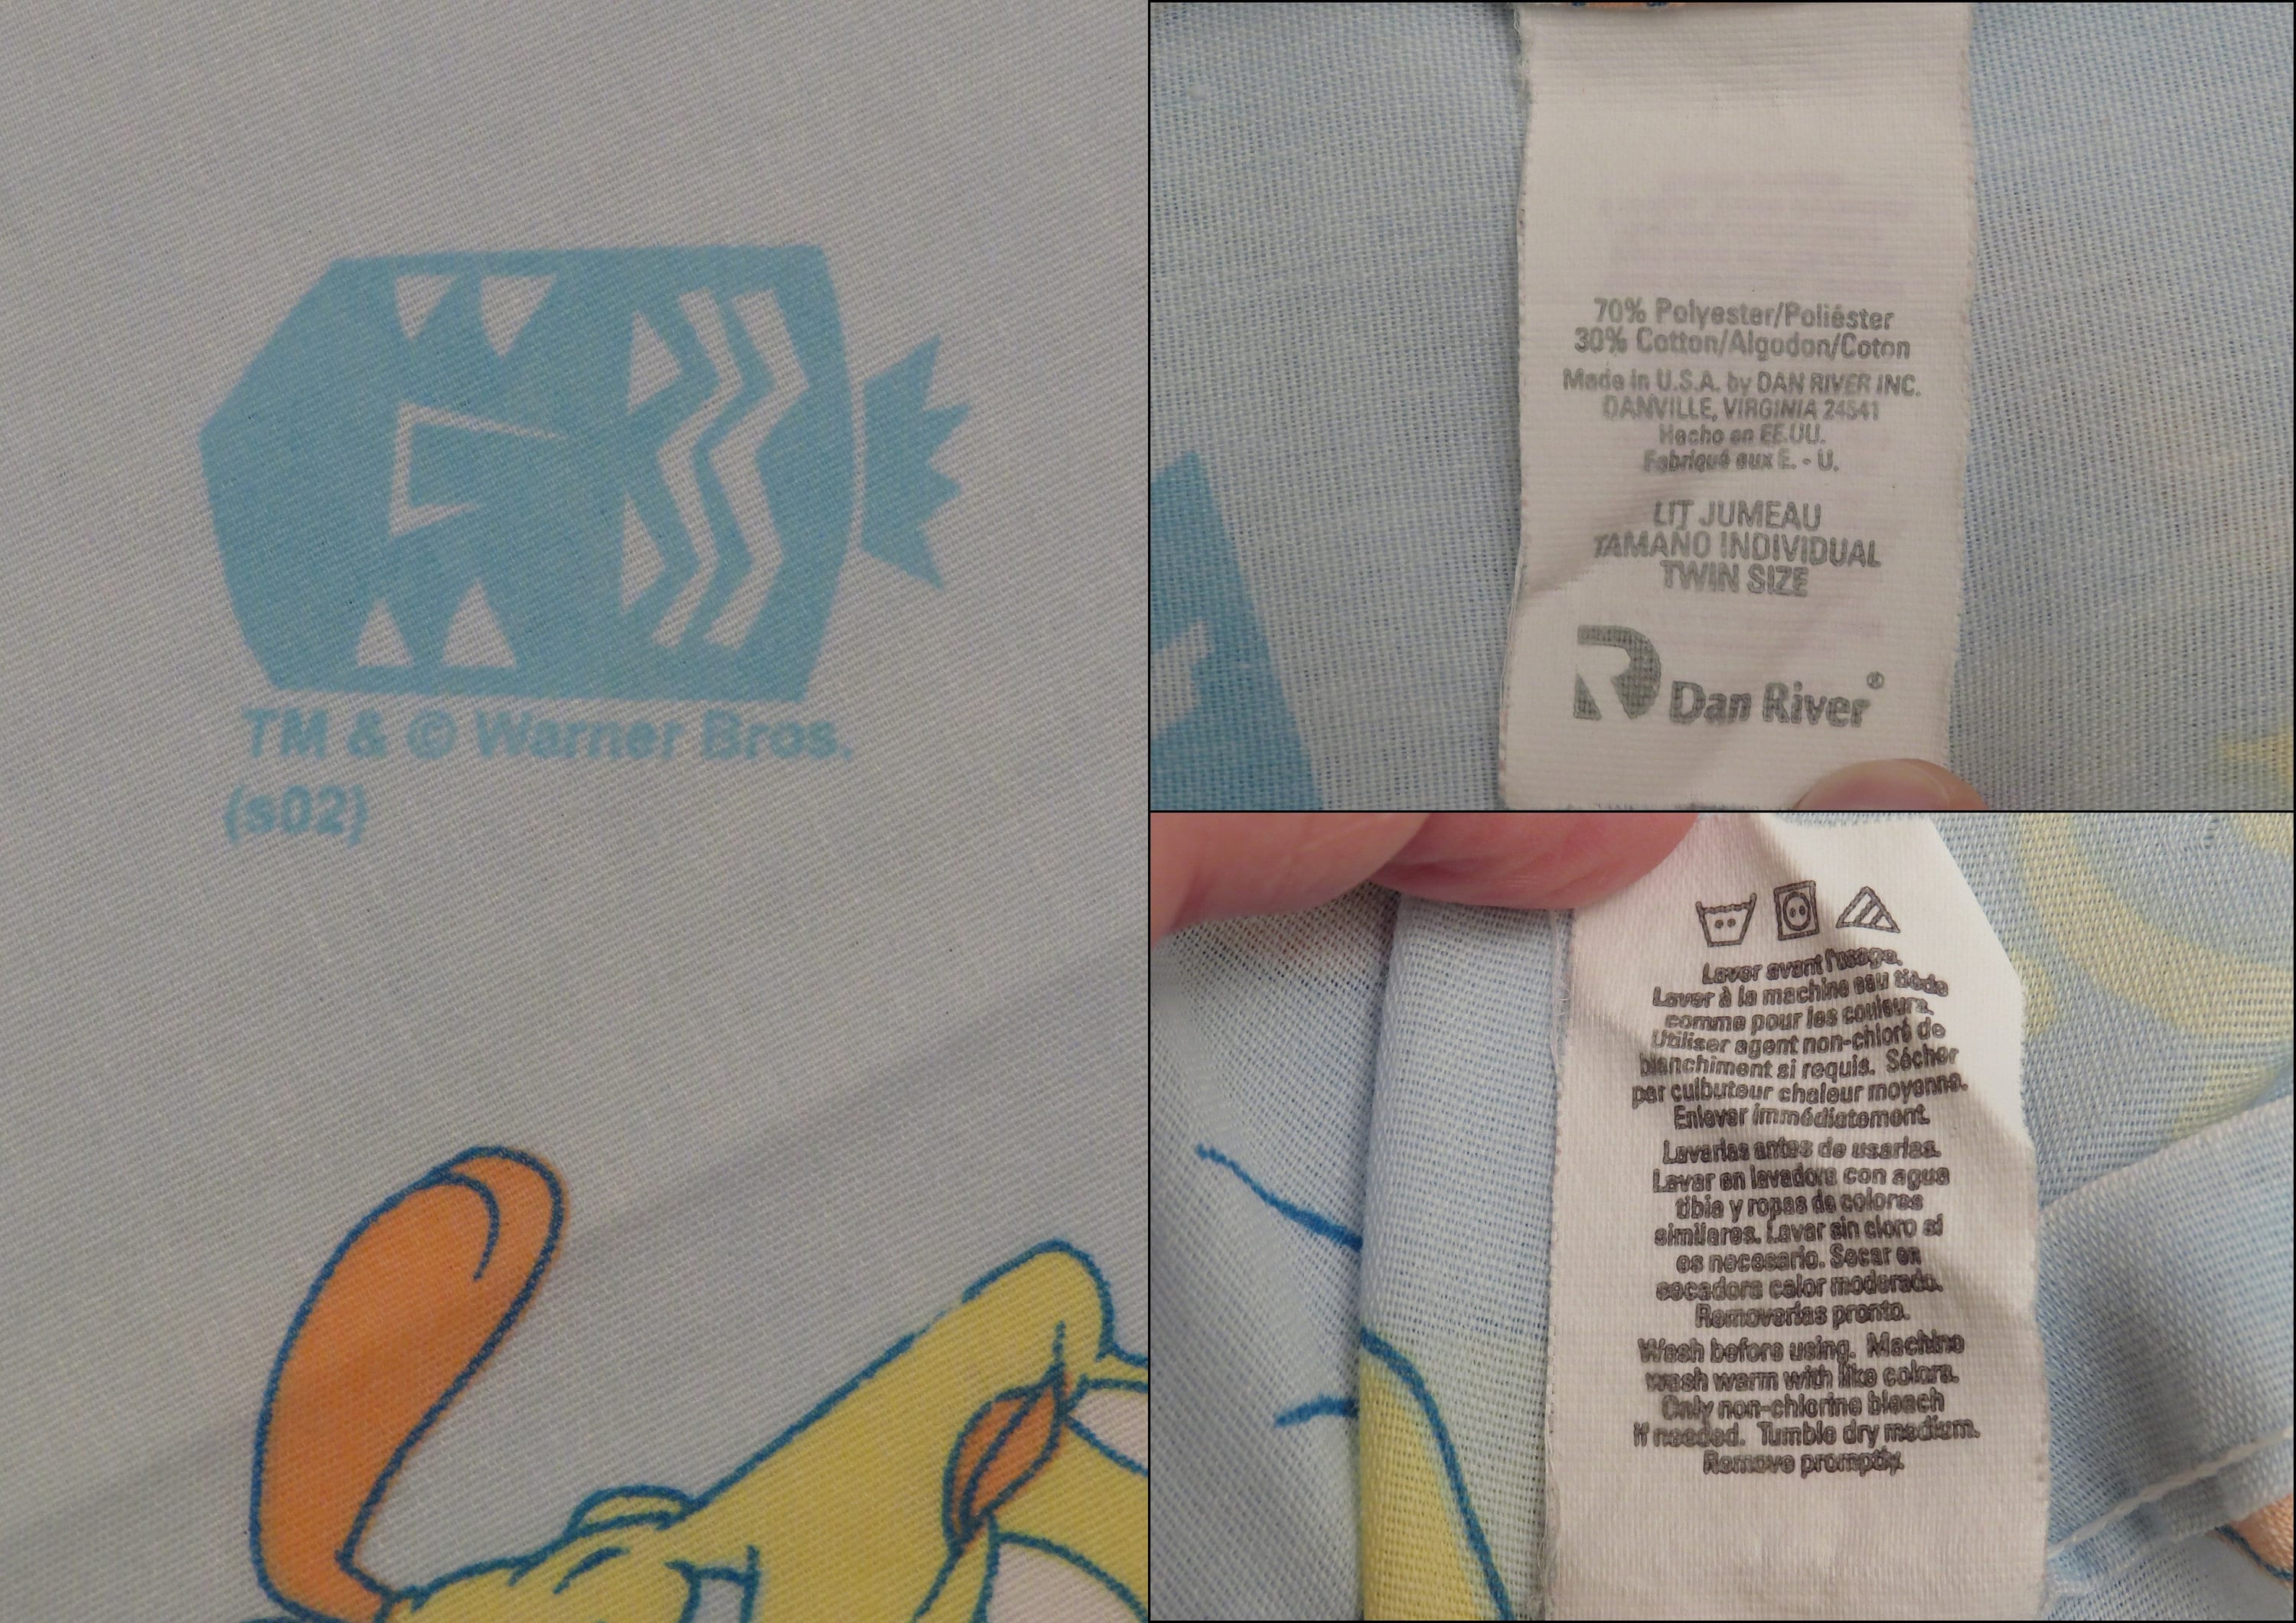 TM & © Warner Bros.
(s02)
70% Polyester/Poliéster
30% Cotton/Algodon/Coton
Made in U.S.A. by DAN RIVER INC.
DANVILLE, VIRGINIA 24541
Hecho en EE.UU.
Fabriqué aux E. - U.
LIT JUMEAU
TAMANO INDIVIDUAL
TWIN SIZE
Dan River®
Laver avant l'usage.
Laver à la machine eau tiède
comme pour les couleurs.
Utiliser agent non-chloré de
blanchiment si requis. Sécher
par culbuteur chaleur moyenne.
Enlever immédiatement.
Lavarlas antes de usarlas.
Lavar en lavadora con agua
tibia y ropas de colores
similares. Lavar sin cloro si
es necesario. Secar en
secadora calor moderado.
Removerlas pronto.
Wash before using. Machine
wash warm with like colors.
Only non-chlorine bleach
if needed. Tumble dry medium.
Remove promptly.